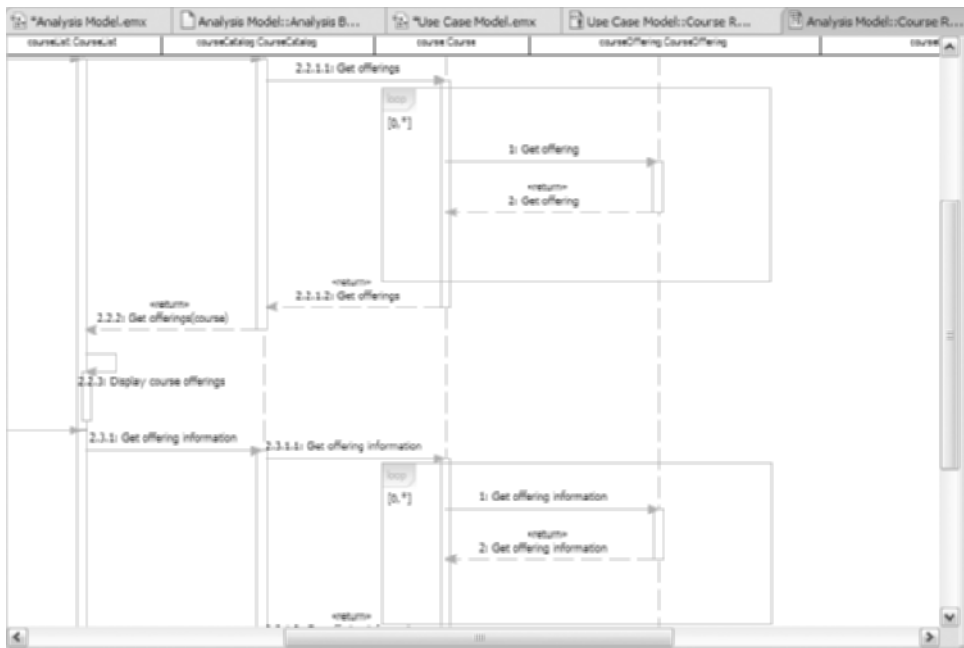 *Analysis Model.emx
Analysis Model::Analysis B...
*Use Case Model.emx
Use Case Model::Course R...
Analysis Model::Course R...
courseList:CourseList
courseCatalog:CourseCatalog
course:Course
courseOffering:CourseOffering
course
2.2.1.1: Get offerings
loop
[0,*]
1: Get offering
«return»
2: Get offering
«return»
2.2.1.2: Get offerings
«return»
2.2.2: Get offerings(course)
2.2.3: Display course offerings
2.3.1: Get offering information
2.3.1.1: Get offering information
loop
[0,*]
1: Get offering information
«return»
2: Get offering information
«return»